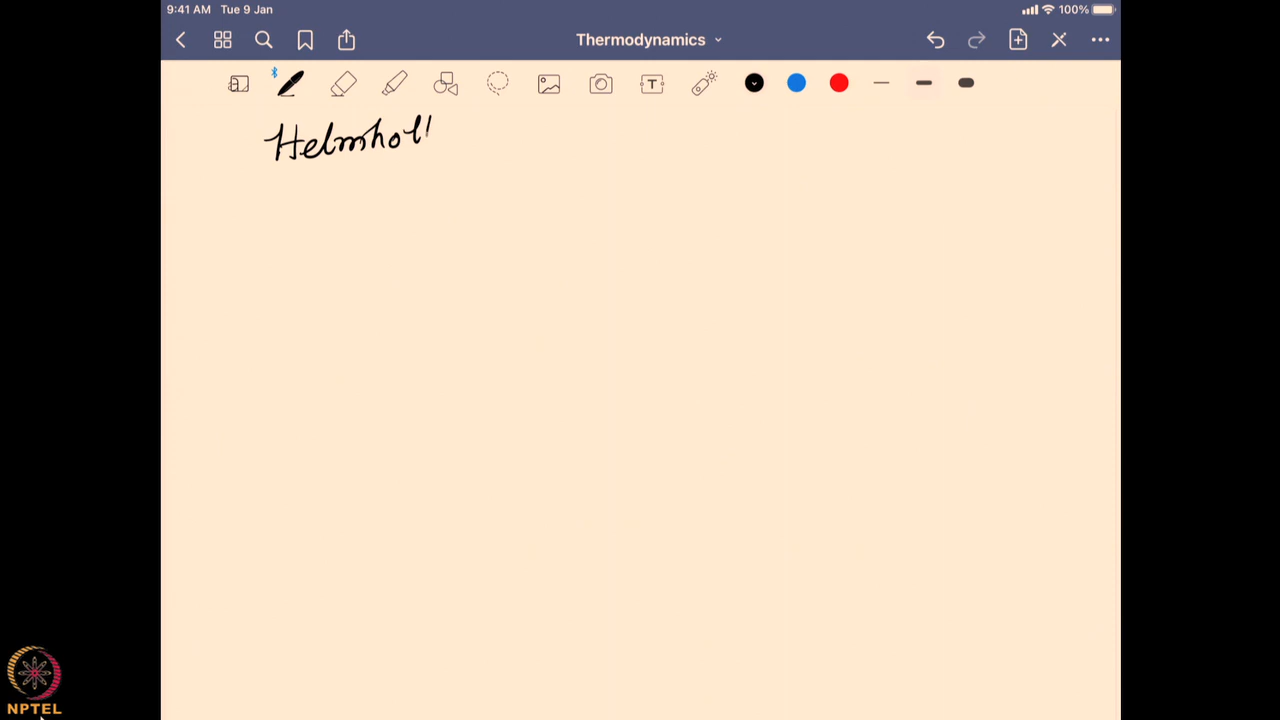 9:41 AM Tue 9 Jan
100%
Thermodynamics
T
Helmhol
NPTEL